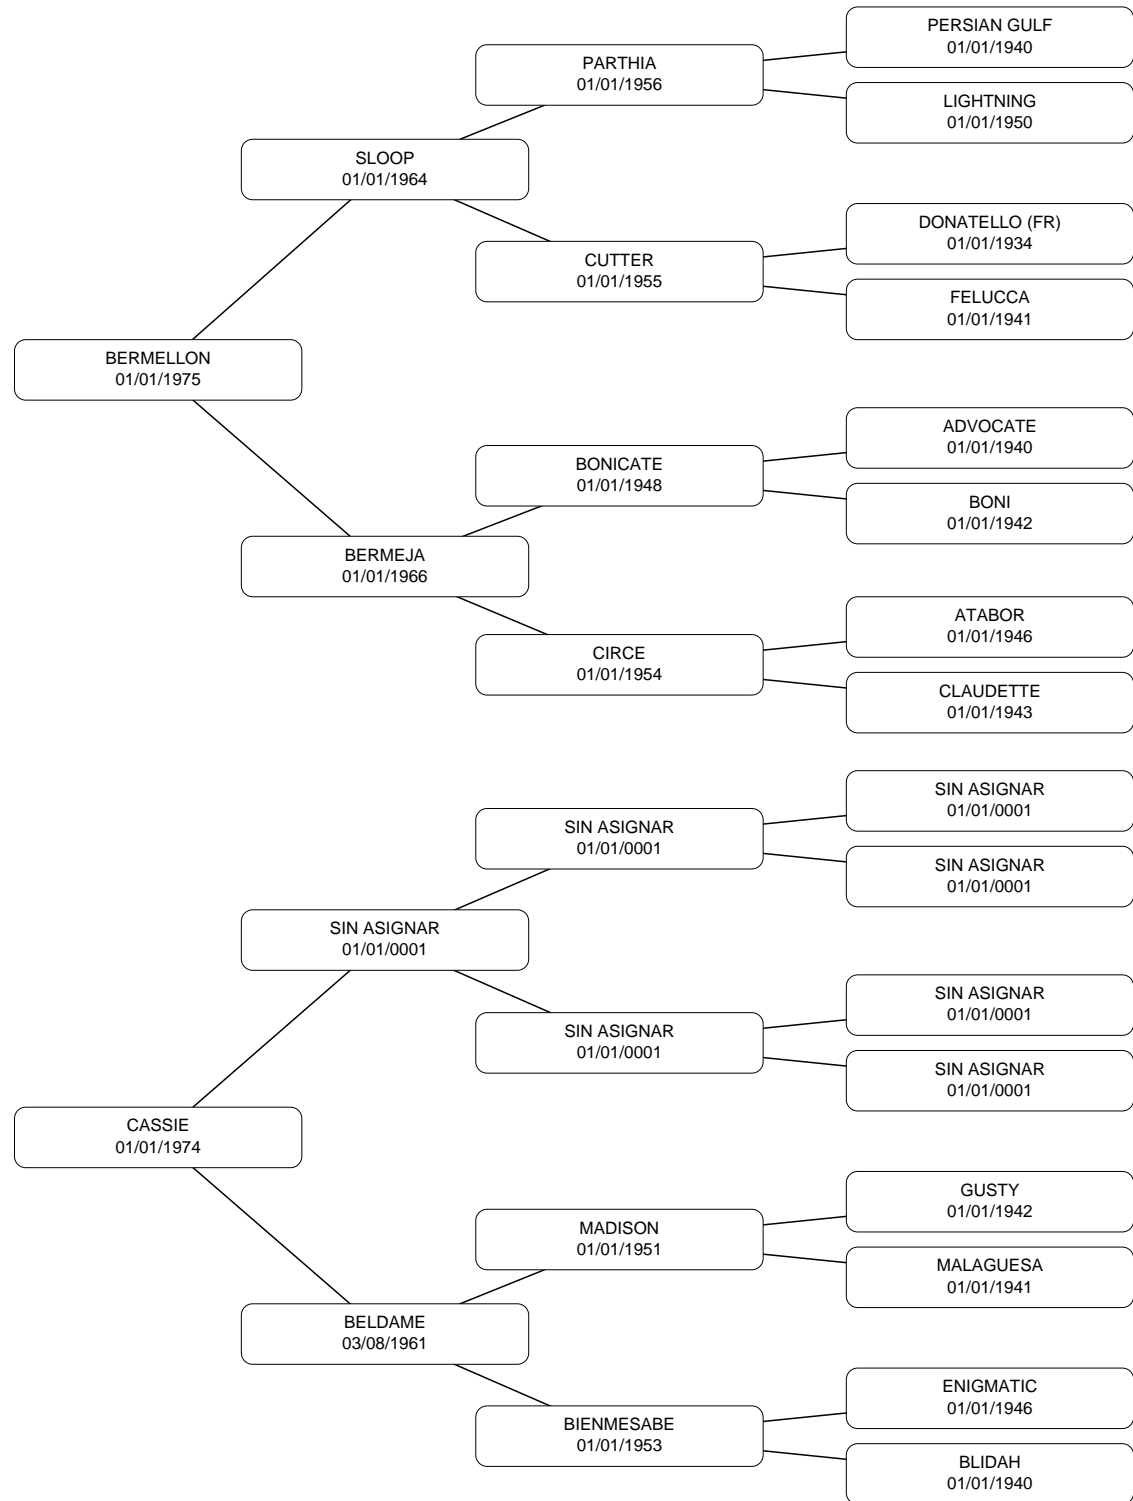 PERSIAN GULF
01/01/1940
PARTHIA
01/01/1956
LIGHTNING
01/01/1950
SLOOP
01/01/1964
DONATELLO (FR)
01/01/1934
CUTTER
01/01/1955
FELUCCA
01/01/1941
BERMELLON
01/01/1975
ADVOCATE
01/01/1940
BONICATE
01/01/1948
BONI
01/01/1942
BERMEJA
01/01/1966
ATABOR
01/01/1946
CIRCE
01/01/1954
CLAUDETTE
01/01/1943
SIN ASIGNAR
01/01/0001
SIN ASIGNAR
01/01/0001
SIN ASIGNAR
01/01/0001
SIN ASIGNAR
01/01/0001
SIN ASIGNAR
01/01/0001
SIN ASIGNAR
01/01/0001
SIN ASIGNAR
01/01/0001
CASSIE
01/01/1974
GUSTY
01/01/1942
MADISON
01/01/1951
MALAGUESA
01/01/1941
BELDAME
03/08/1961
ENIGMATIC
01/01/1946
BIENMESABE
01/01/1953
BLIDAH
01/01/1940